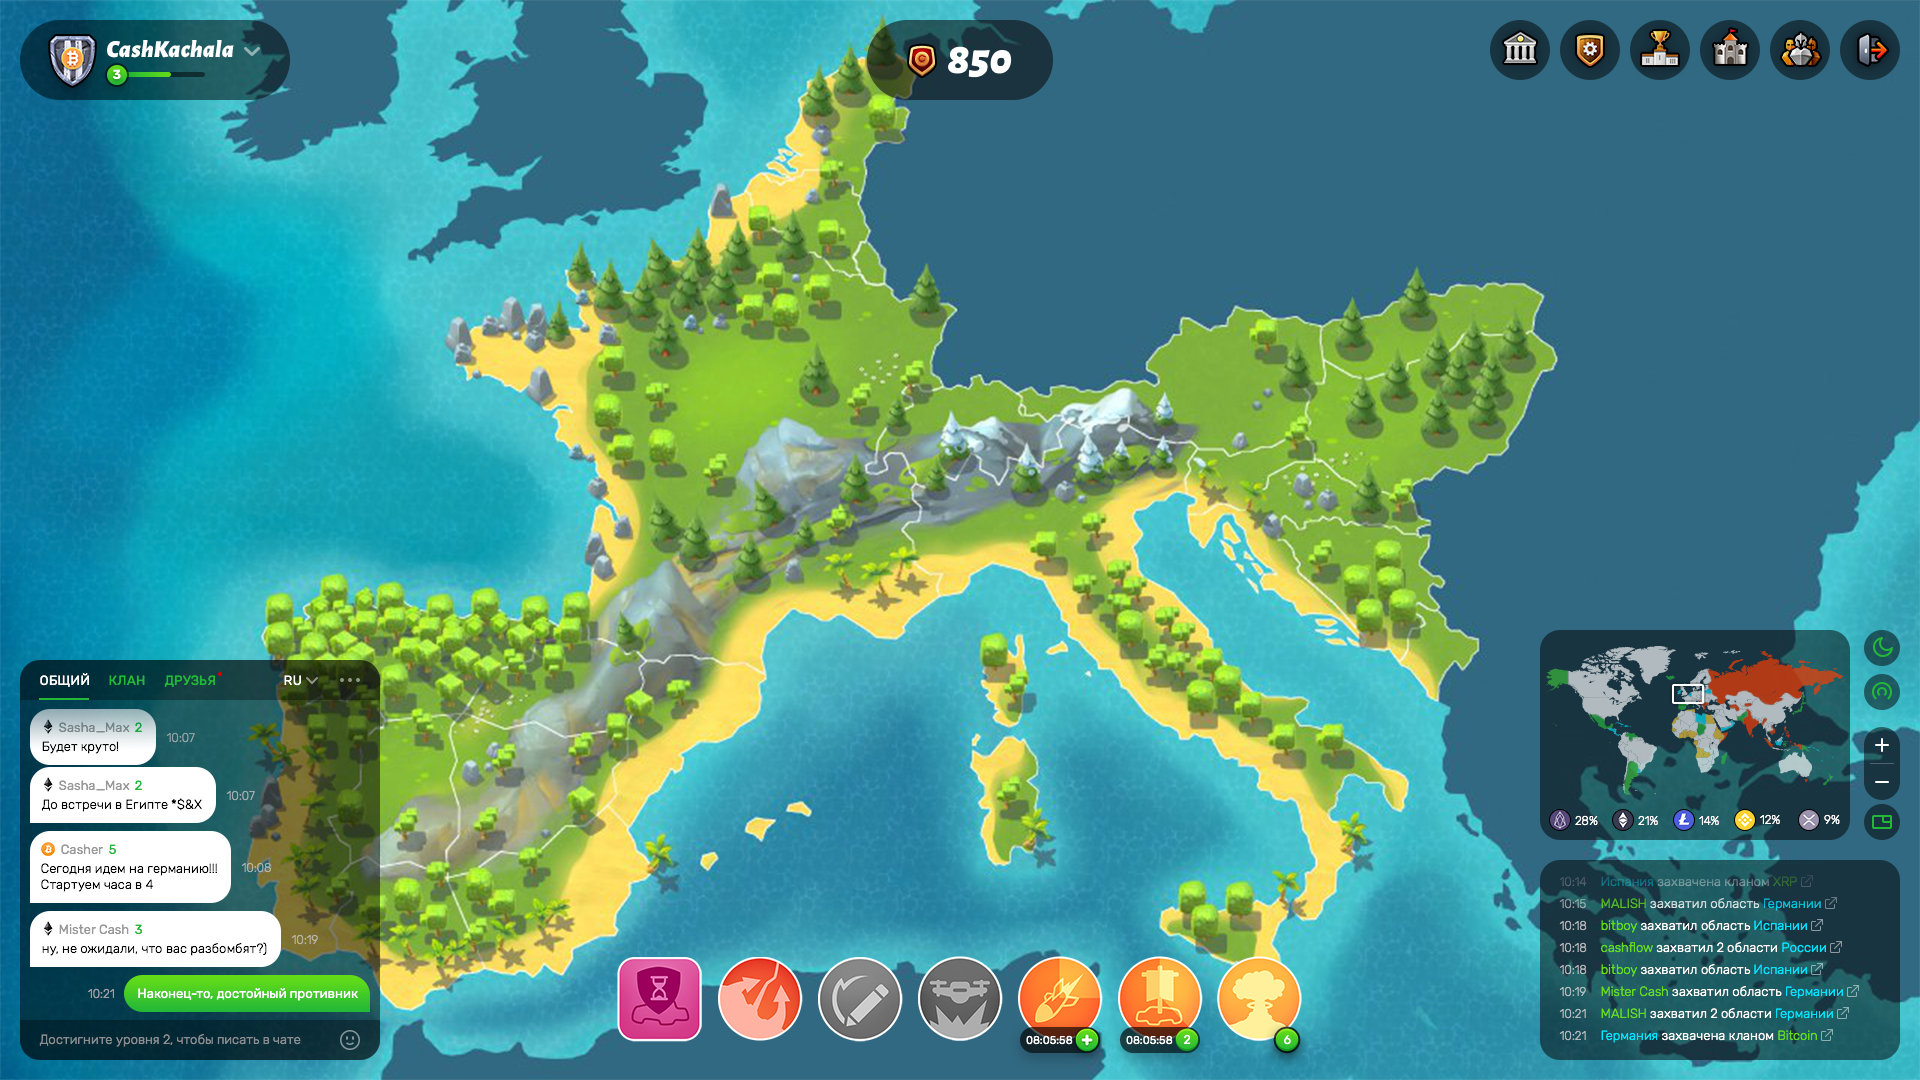 CashKachala
3
850
ОБЩИЙ КЛАН ДРУЗЬЯ RU
Sasha_Max 2
Будет круто!
10:07
Sasha_Max 2
До встречи в Египте *$&X
10:07
Casher 5
Сегодня идем на германию!!!
Стартуем часа в 4
10:08
Mister Cash 3
ну, не ожидали, что вас разбомбят?)
10:19
10:21 Наконец-то, достойный противник
Достигните уровня 2, чтобы писать в чате
08:05:58
08:05:58 2
6
28% 21% 14% 12% 9%
10:14 Испания захвачена кланом XRP
10:15 MALISH захватил область Германии
10:18 bitboy захватил область Испании
10:18 cashflow захватил 2 области России
10:18 bitboy захватил область Испании
10:19 Mister Cash захватил область Германии
10:21 MALISH захватил 2 области Германии
10:21 Германия захвачена кланом Bitcoin